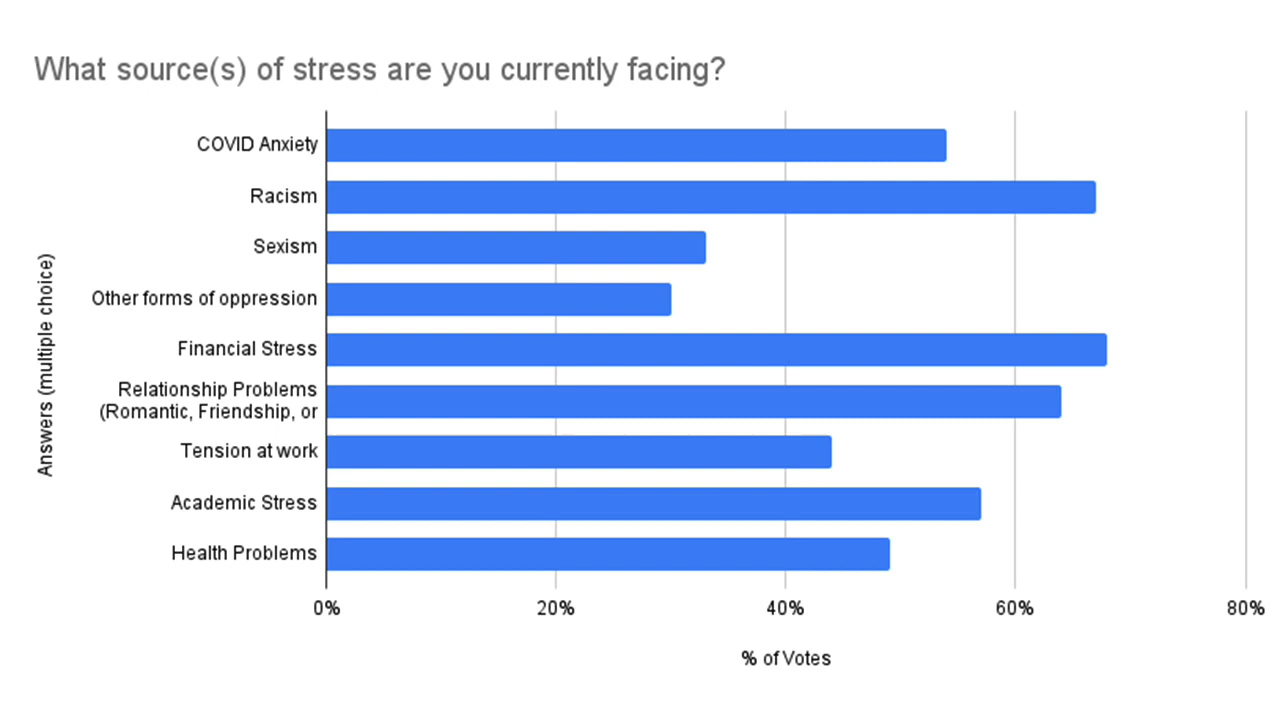 What source(s) of stress are you currently facing?
Answers (multiple choice)
COVID Anxiety
Racism
Sexism
Other forms of oppression
Financial Stress
Relationship Problems
(Romantic, Friendship, or
Tension at work
Academic Stress
Health Problems
0% 20% 40% 60% 80%
% of Votes